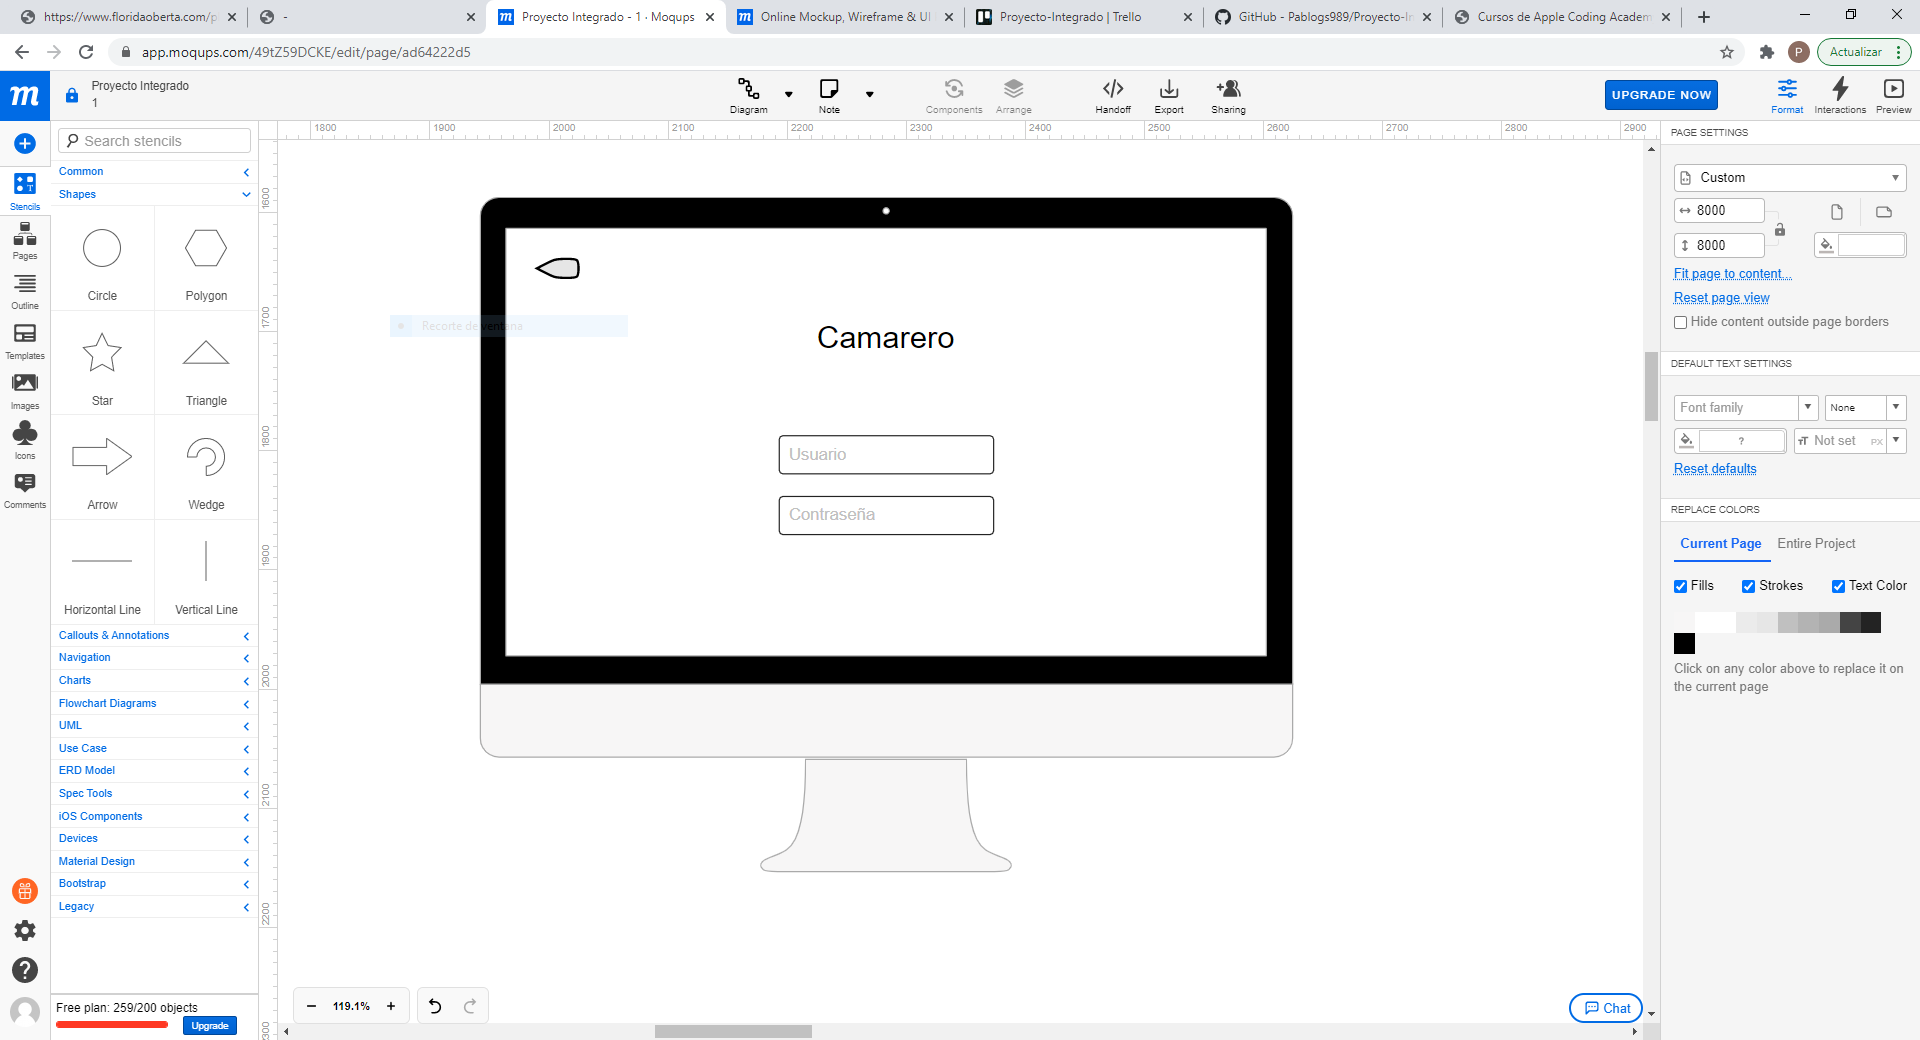 https://www.floridaoberta.com/pl
-
Proyecto Integrado - 1 · Moqups
Online Mockup, Wireframe & UI
Proyecto-Integrado | Trello
GitHub - Pablogs989/Proyecto-In
Cursos de Apple Coding Academ
app.moqups.com/49tZ59DCKE/edit/page/ad64222d5
P
Actualizar
m
Proyecto Integrado
1
Diagram
Note
Components
Arrange
Handoff
Export
Sharing
UPGRADE NOW
Format
Interactions
Preview
Search stencils
Common
Shapes
Stencils
Pages
Outline
Templates
Images
Icons
Comments
Circle
Polygon
Star
Triangle
Arrow
Wedge
Horizontal Line
Vertical Line
Callouts & Annotations
Navigation
Charts
Flowchart Diagrams
UML
Use Case
ERD Model
Spec Tools
iOS Components
Devices
Material Design
Bootstrap
Legacy
Free plan: 259/200 objects
Upgrade
1800 1900 2000 2100 2200 2300 2400 2500 2600 2700 2800 2900
1600
1700
1800
1900
2000
2100
2200
2300
Recorte de ventana
Camarero
Usuario
Contraseña
119.1%
Chat
PAGE SETTINGS
Custom
8000
8000
Fit page to content...
Reset page view
Hide content outside page borders
DEFAULT TEXT SETTINGS
Font family
None
?
Not set
PX
Reset defaults
REPLACE COLORS
Current Page
Entire Project
Fills
Strokes
Text Color
Click on any color above to replace it on
the current page